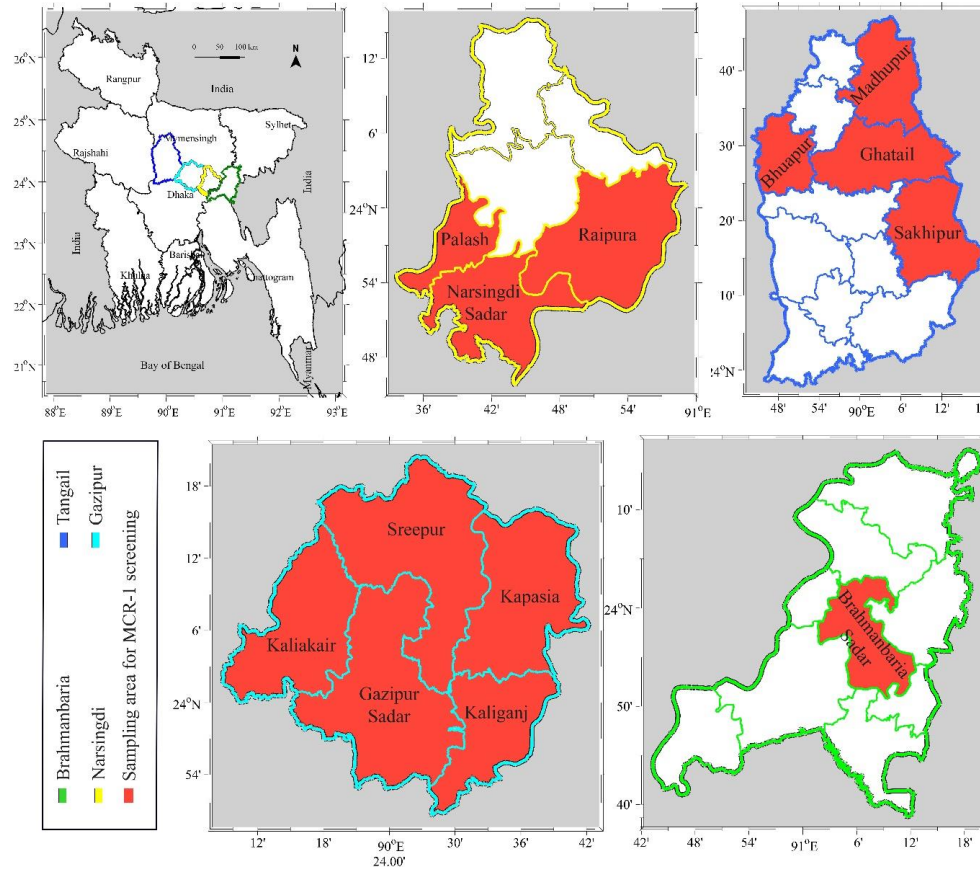 0 50 100 km
N
36°N
Rangpur
India
25°N
Sylhet
Mymensingh
Rajshahi
24°N
India
Dhaka
23°N
India
Barishal
Khulna
Chattogram
22°N
Bay of Bengal
21°N
Myanmar
88°E 89°E 90°E 91°E 92°E 93°E
12'
6'
24°N
Palash
Raipura
54'
Narsingdi
Sadar
48'
36' 42' 48' 54' 91°E
40'
Madhupur
30'
Bhuapur
Ghatail
20'
Sakhipur
10'
24°N
48' 54' 90°E 6' 12' 18
Tangail
Gazipur
Brahmanbaria
Narsingdi
Sampling area for MCR-1 screening
18'
Sreepur
12'
Kapasia
6'
Kaliakair
Gazipur
Sadar
24°N
Kaliganj
54'
12' 18' 90°E 30' 36' 42'
24.00'
10'
24°N
Brahmanbaria
Sadar
50'
40'
42' 48' 54' 91°E 6' 12' 18'